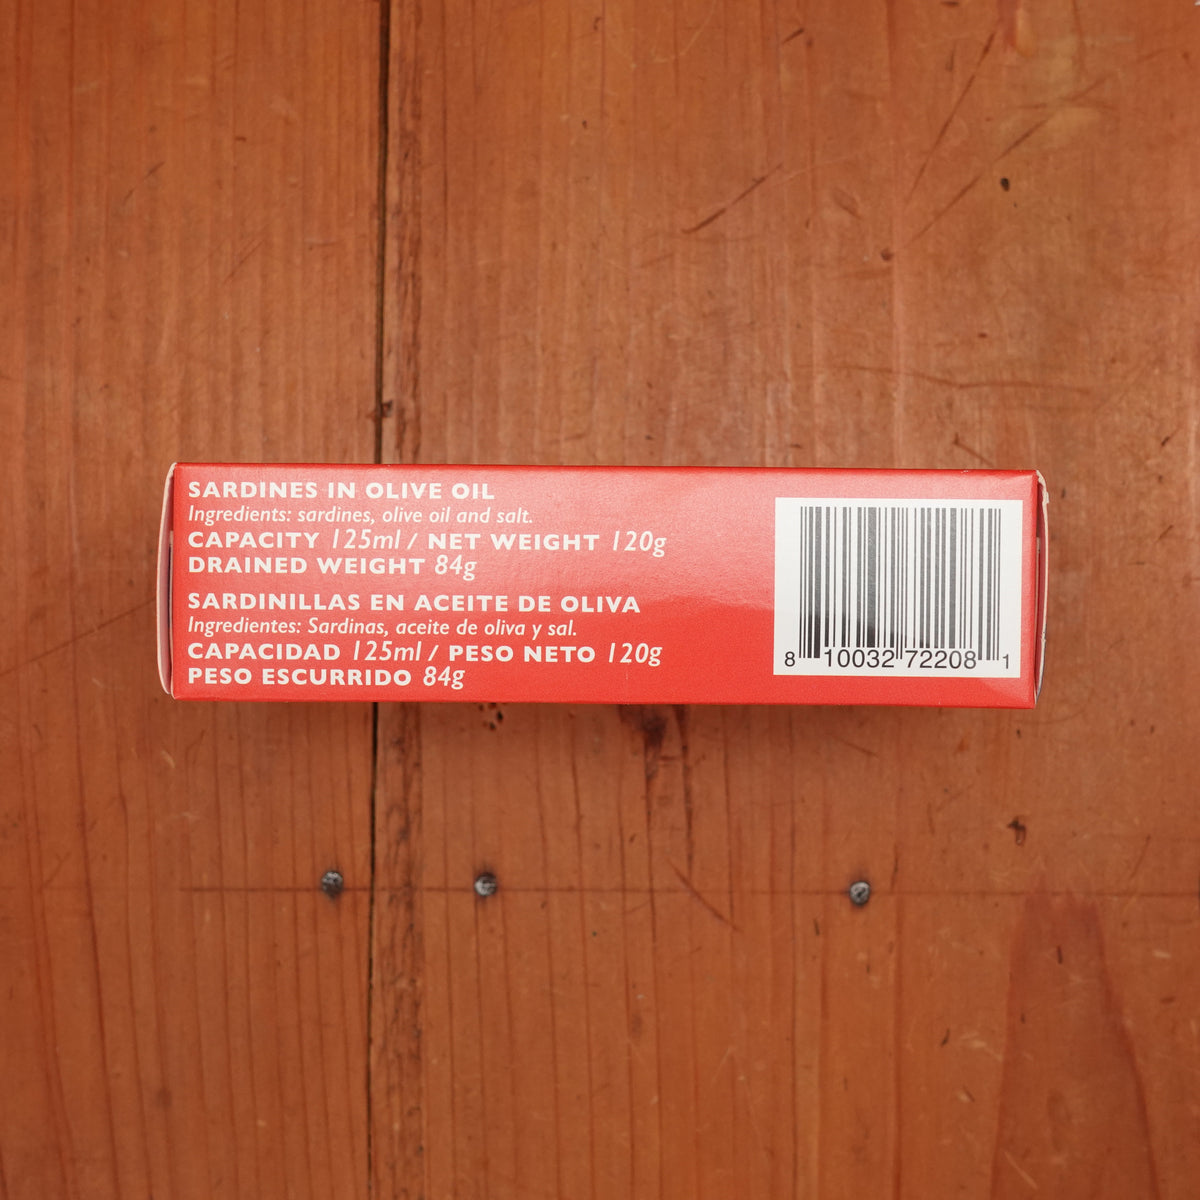 SARDINES IN OLIVE OIL
Ingredients: sardines, olive oil and salt.
CAPACITY 125ml / NET WEIGHT 120g
DRAINED WEIGHT 84g
SARDINILLAS EN ACEITE DE OLIVA
Ingredientes: Sardinas, aceite de oliva y sal.
CAPACIDAD 125ml / PESO NETO 120g
PESO ESCURRIDO 84g
8 10032 72208 1